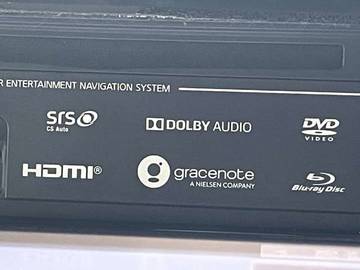 R ENTERTAINMENT NAVIGATION SYSTEM
SRS
CS Auto
DOLBY AUDIO
DVD
VIDEO
HDMI®
gracenote
A NIELSEN COMPANY
Blu-ray Disc